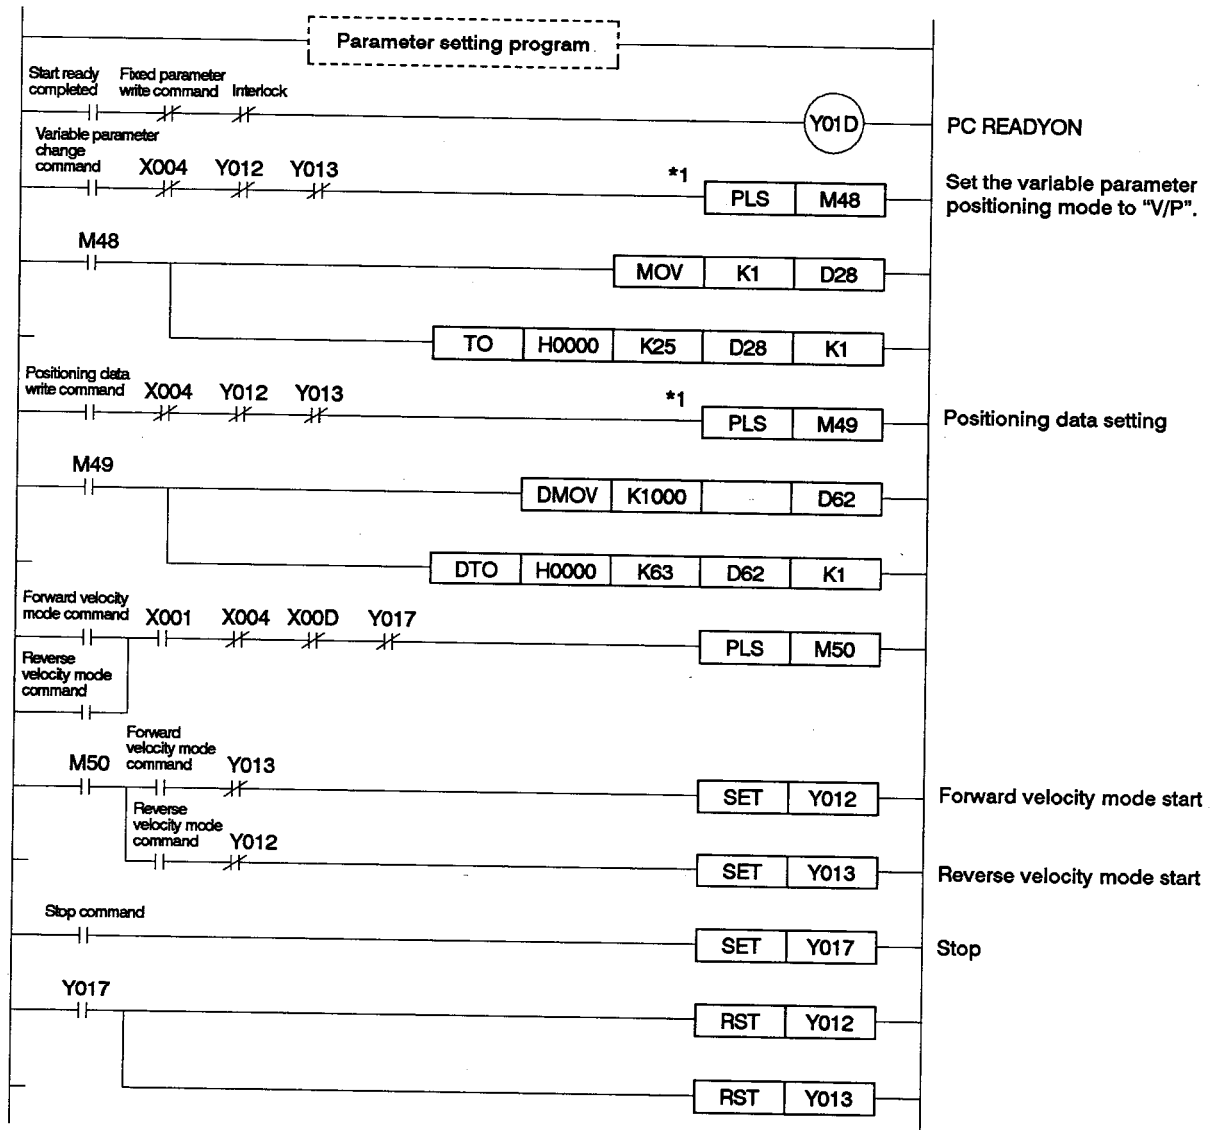 Parameter setting program
Start ready
completed
Fixed parameter
write command
Interlock
Y01D
PC READYON
Variable parameter
change
command
X004
Y012
Y013
*1
PLS
M48
Set the variable parameter
positioning mode to “V/P”.
M48
MOV
K1
D28
TO
H0000
K25
D28
K1
Positioning data
write command
X004
Y012
Y013
*1
PLS
M49
Positioning data setting
M49
DMOV
K1000
D62
DTO
H0000
K63
D62
K1
Forward velocity
mode command
X001
X004
X00D
Y017
PLS
M50
Reverse
velocity mode
command
M50
Forward
velocity mode
command
Y013
SET
Y012
Forward velocity mode start
Reverse
velocity mode
command
Y012
SET
Y013
Reverse velocity mode start
Stop command
SET
Y017
Stop
Y017
RST
Y012
RST
Y013